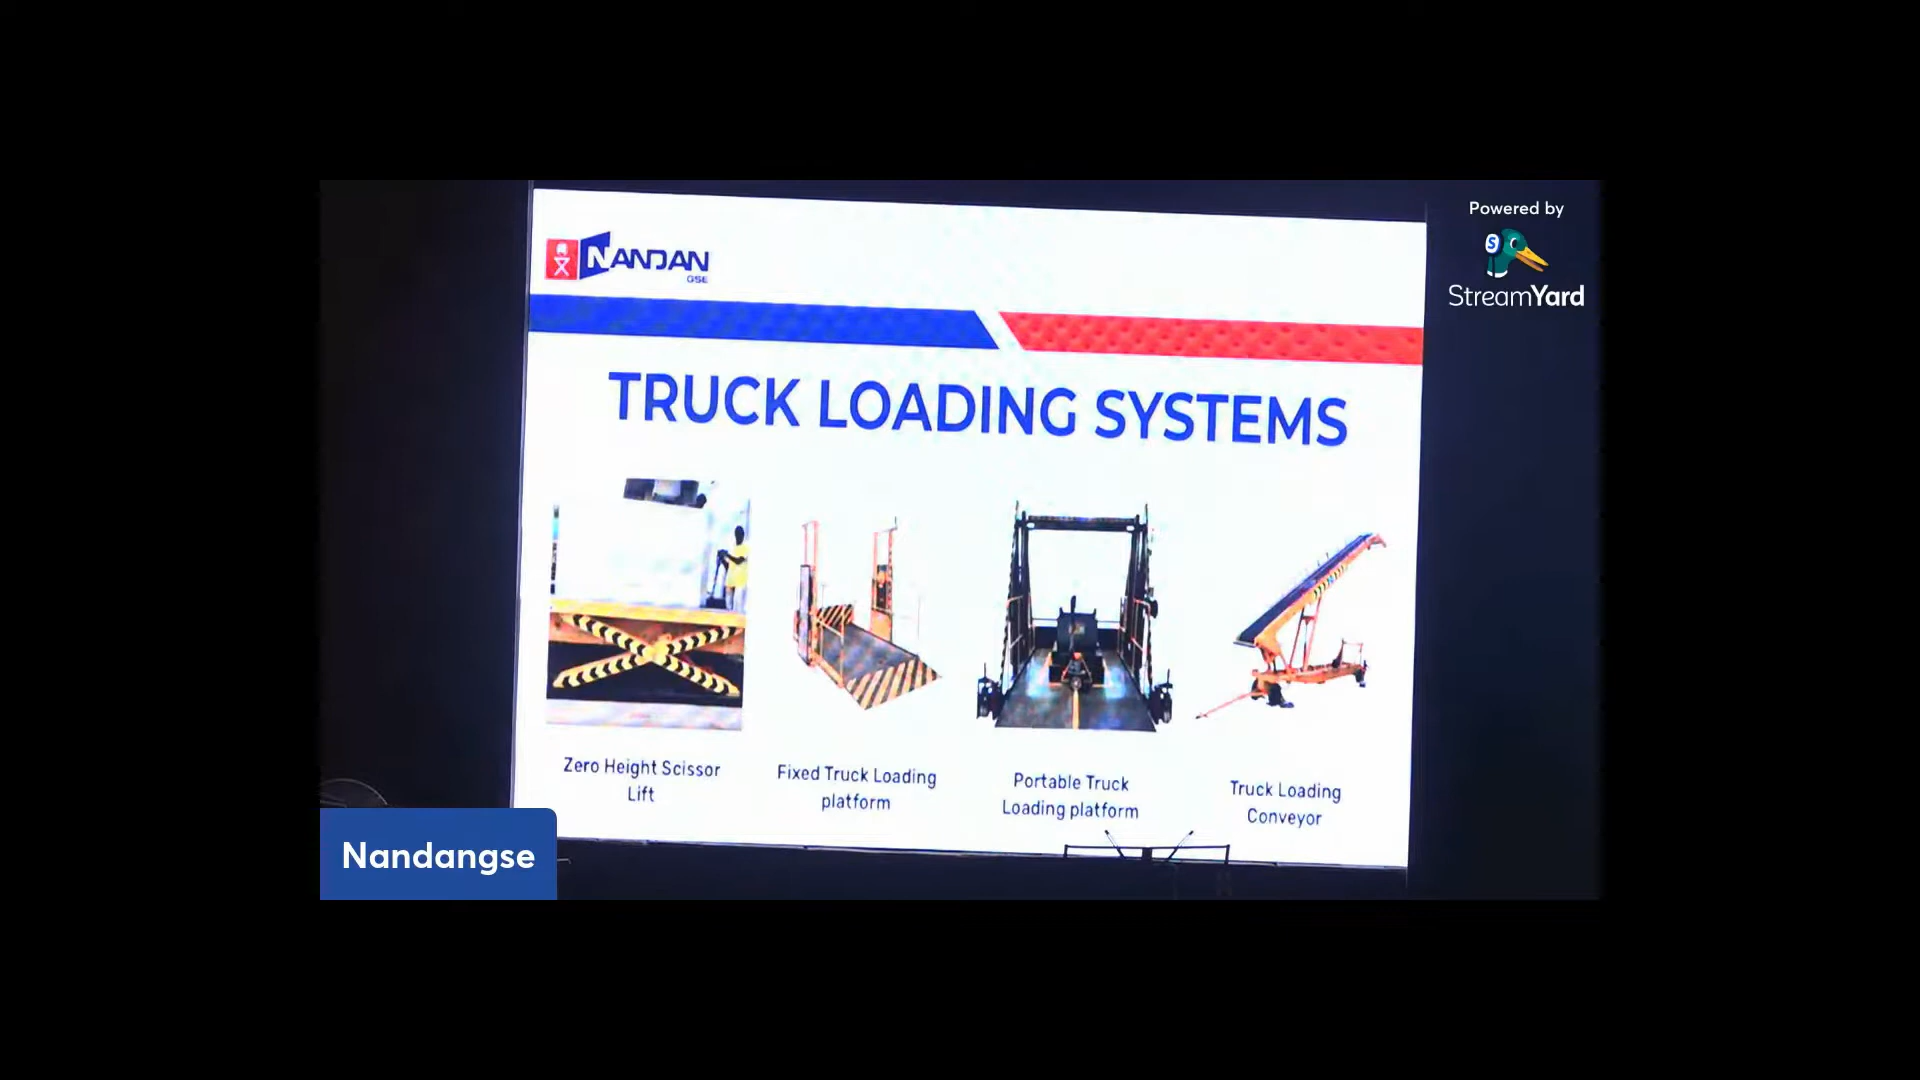 Powered by
StreamYard
NANDAN
GSE
TRUCK LOADING SYSTEMS
Zero Height Scissor
Lift
Fixed Truck Loading
platform
Portable Truck
Loading platform
Truck Loading
Conveyor
Nandangse